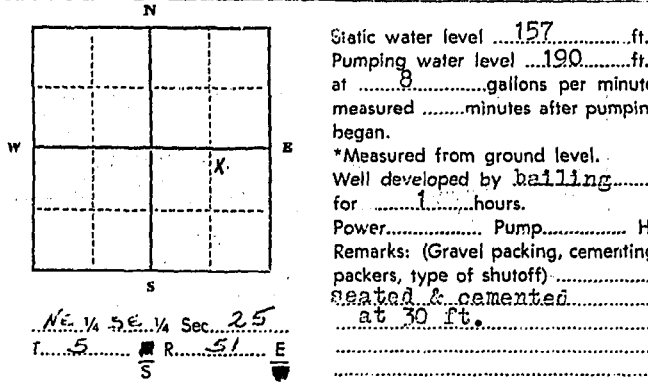 N
W
E
S
X
NE 1/4 SE 1/4 Sec. 25
T. 5 S R. 51 E
Static water level 157 ft.
Pumping water level 190 ft.
at 8 gallons per minute
measured ........minutes after pumpin
began.
*Measured from ground level.
Well developed by bailing
for 1 hours.
Power................. Pump............... H
Remarks: (Gravel packing, cementing
packers, type of shutoff)
seated & cemented
at 30 ft.